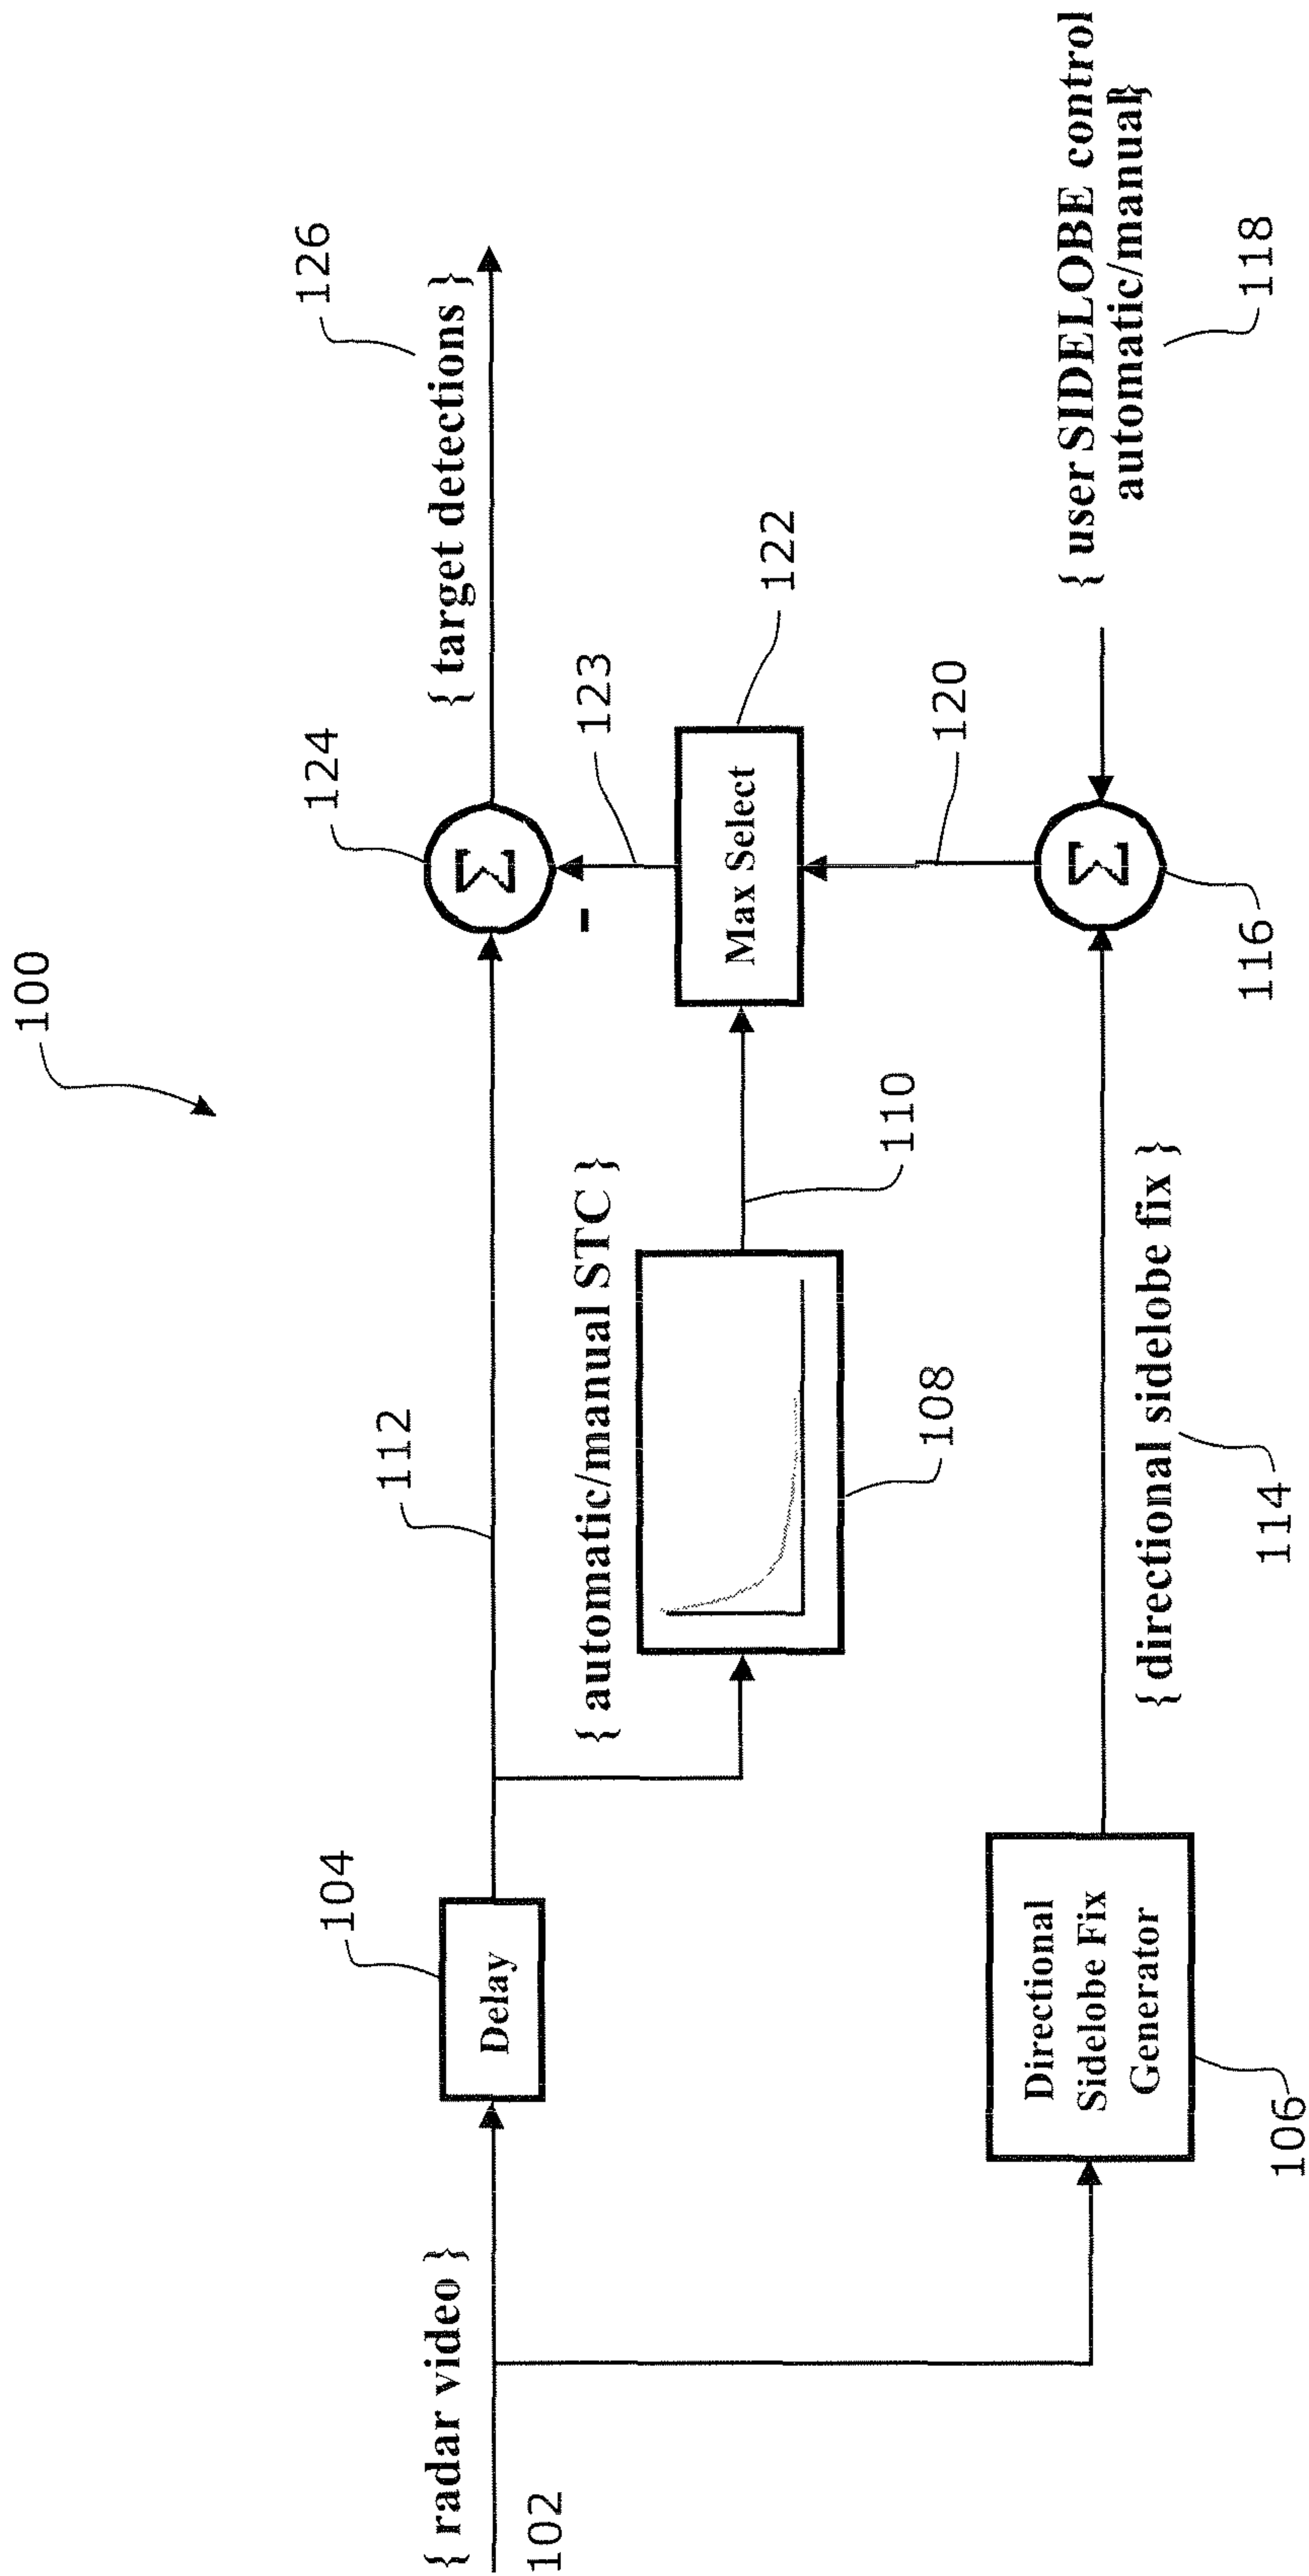 100
{ radar video }
102
104
Delay
112
124
Σ
{ target detections }
126
{ automatic/manual STC }
108
110
-
123
Max Select
122
120
Directional
Sidelobe Fix
Generator
106
{ directional sidelobe fix }
114
Σ
116
{ user SIDELOBE control
automatic/manual}
118